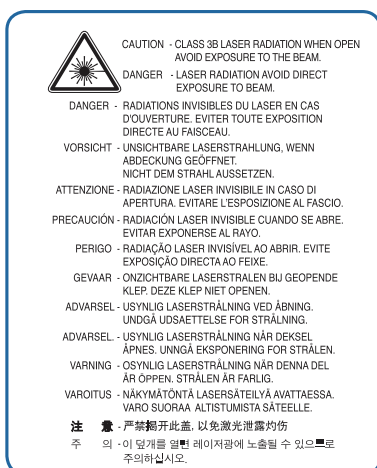 CAUTION - CLASS 3B LASER RADIATION WHEN OPEN
AVOID EXPOSURE TO THE BEAM.
DANGER - LASER RADIATION AVOID DIRECT
EXPOSURE TO BEAM.
DANGER - RADIATIONS INVISIBLES DU LASER EN CAS
D'OUVERTURE. EVITER TOUTE EXPOSITION
DIRECTE AU FAISCEAU.
VORSICHT - UNSICHTBARE LASERSTRAHLUNG, WENN
ABDECKUNG GEÖFFNET.
NICHT DEM STRAHL AUSSETZEN.
ATTENZIONE - RADIAZIONE LASER INVISIBILE IN CASO DI
APERTURA. EVITARE L'ESPOSIZIONE AL FASCIO.
PRECAUCIÓN - RADIACIÓN LASER INVISIBLE CUANDO SE ABRE.
EVITAR EXPONERSE AL RAYO.
PERIGO - RADIAÇÃO LASER INVISÍVEL AO ABRIR. EVITE
EXPOSIÇÃO DIRECTA AO FEIXE.
GEVAAR - ONZICHTBARE LASERSTRALEN BIJ GEOPENDE
KLEP. DEZE KLEP NIET OPENEN.
ADVARSEL - USYNLIG LASERSTRÅLNING VED ÅBNING.
UNDGÅ UDSAETTELSE FOR STRÅLNING.
ADVARSEL. - USYNLIG LASERSTRÅLNING NÅR DEKSEL
ÅPNES. UNNGÅ EKSPONERING FOR STRÅLEN.
VARNING - OSYNLIG LASERSTRÅLNING NÄR DENNA DEL
ÄR ÖPPEN. STRÅLEN ÄR FARLIG.
VAROITUS - NÄKYMÄTÖNTÄ LASERSÄTEILYÄ AVATTAESSA.
VARO SUORAA ALTISTUMISTA SÄTEELLE.
注 意 - 严禁揭开此盖, 以免激光泄露灼伤
주 의 - 이 덮개를 열면 레이저광에 노출될 수 있으므로
주의하십시오.